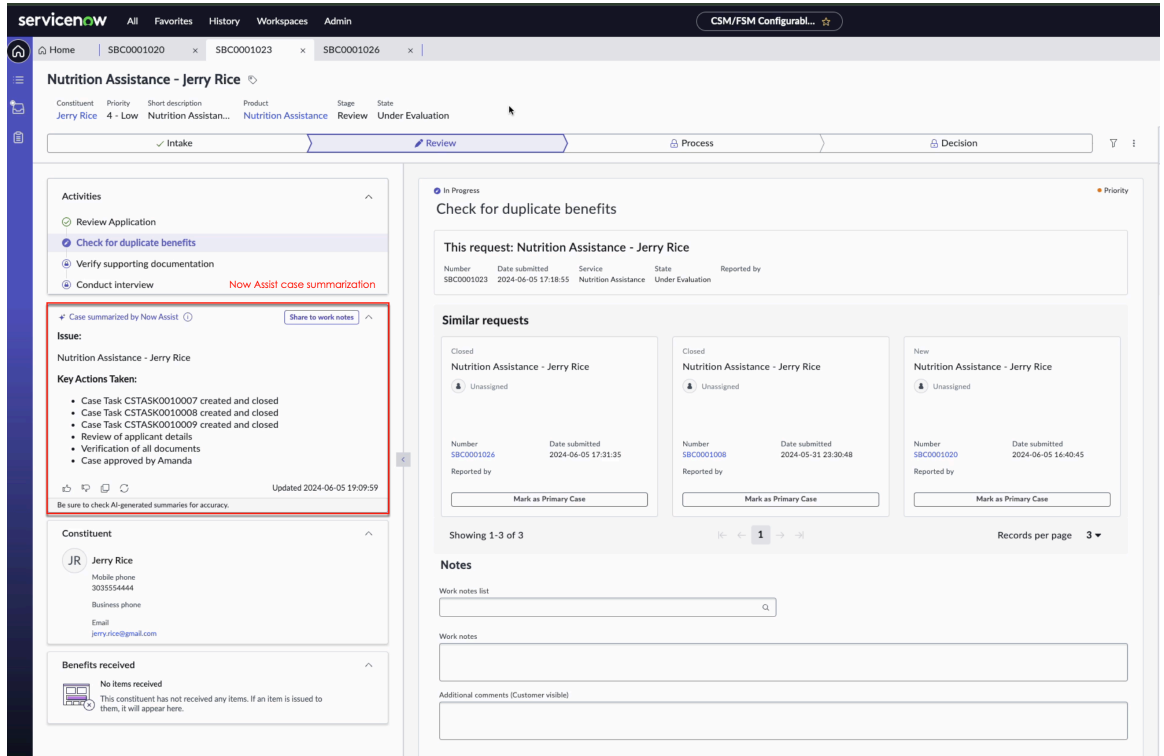 servicenow All Favorites History Workspaces Admin CSM/FSM Configurabl...
Home SBC0001020 × SBC0001023 × SBC0001026 ×
Nutrition Assistance - Jerry Rice
Constituent Priority Short description Product Stage State
Jerry Rice 4 - Low Nutrition Assistan... Nutrition Assistance Review Under Evaluation
Intake Review Process Decision
Activities
Review Application
Check for duplicate benefits
Verify supporting documentation
Conduct interview
Now Assist case summarization
Case summarized by Now Assist Share to work notes
Issue:
Nutrition Assistance - Jerry Rice
Key Actions Taken:
• Case Task CSTASK0010007 created and closed
• Case Task CSTASK0010008 created and closed
• Case Task CSTASK0010009 created and closed
• Review of applicant details
• Verification of all documents
• Case approved by Amanda
Updated 2024-06-05 19:09:59
Be sure to check AI-generated summaries for accuracy.
Constituent
JR Jerry Rice
Mobile phone
3035554444
Business phone
Email
jerry.rice@gmail.com
Benefits received
No items received
This constituent has not received any items. If an item is issued to
them, it will appear here.
In Progress Priority
Check for duplicate benefits
This request: Nutrition Assistance - Jerry Rice
Number Date submitted Service State Reported by
SBC0001023 2024-06-05 17:18:55 Nutrition Assistance Under Evaluation
Similar requests
Closed
Nutrition Assistance - Jerry Rice
Unassigned
Number Date submitted
SBC0001026 2024-06-05 17:31:35
Reported by
Mark as Primary Case
Closed
Nutrition Assistance - Jerry Rice
Unassigned
Number Date submitted
SBC0001008 2024-05-31 23:30:48
Reported by
Mark as Primary Case
New
Nutrition Assistance - Jerry Rice
Unassigned
Number Date submitted
SBC0001020 2024-06-05 16:40:45
Reported by
Mark as Primary Case
Showing 1-3 of 3 1 Records per page 3
Notes
Work notes list
Work notes
Additional comments (Customer visible)